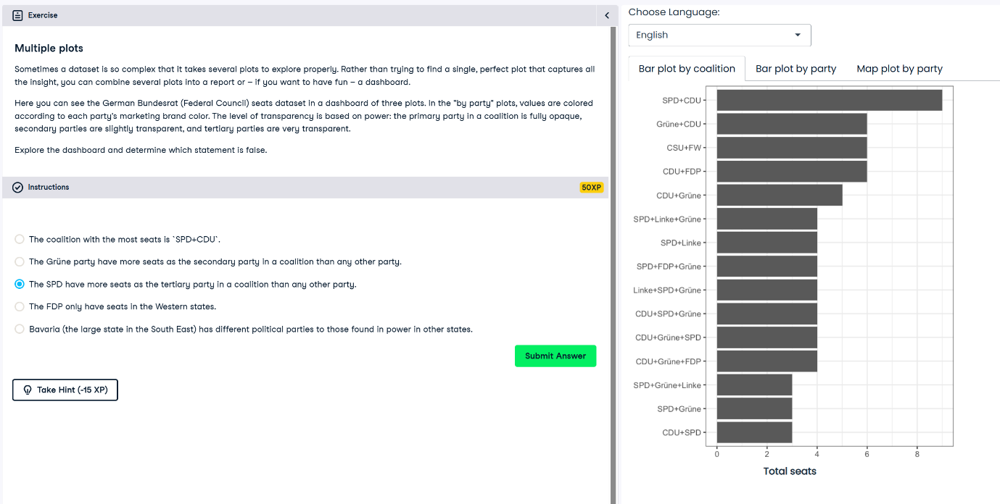 Exercise
Multiple plots
Sometimes a dataset is so complex that it takes several plots to explore properly. Rather than trying to find a single, perfect plot that captures all
the insight, you can combine several plots into a report or – if you want to have fun – a dashboard.
Here you can see the German Bundesrat (Federal Council) seats dataset in a dashboard of three plots. In the "by party" plots, values are colored
according to each party's marketing brand color. The level of transparency is based on power: the primary party in a coalition is fully opaque,
secondary parties are slightly transparent, and tertiary parties are very transparent.
Explore the dashboard and determine which statement is false.
Instructions
50XP
The coalition with the most seats is `SPD+CDU`.
The Grüne party have more seats as the secondary party in a coalition than any other party.
The SPD have more seats as the tertiary party in a coalition than any other party.
The FDP only have seats in the Western states.
Bavaria (the large state in the South East) has different political parties to those found in power in other states.
Submit Answer
Take Hint (-15 XP)
Choose Language:
English
Bar plot by coalition
Bar plot by party
Map plot by party
SPD+CDU
Grüne+CDU
CSU+FW
CDU+FDP
CDU+Grüne
SPD+Linke+Grüne
SPD+Linke
SPD+FDP+Grüne
Linke+SPD+Grüne
CDU+SPD+Grüne
CDU+Grüne+SPD
CDU+Grüne+FDP
SPD+Grüne+Linke
SPD+Grüne
CDU+SPD
0 2 4 6 8
Total seats